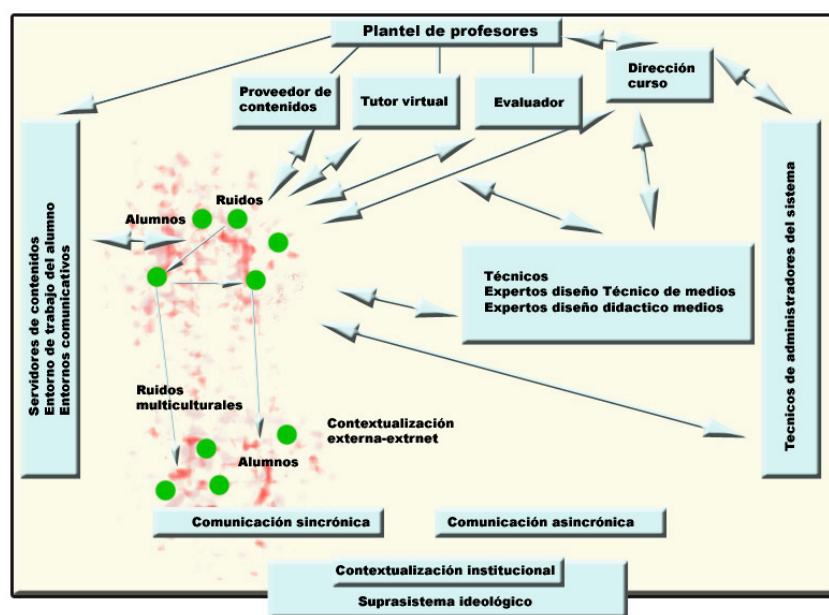 Plantel de profesores
Proveedor de
contenidos
Tutor virtual
Evaluador
Dirección
curso
Servidores de contenidos
Entorno de trabajo del alumno
Entornos comunicativos
Ruidos
Alumnos
Técnicos
Expertos diseño Técnico de medios
Expertos diseño didactico medios
Tecnicos de administradores del sistema
Ruidos
multiculturales
Contextualización
externa-extrnet
Alumnos
Comunicación sincrónica
Comunicación asincrónica
Contextualización institucional
Suprasistema ideológico